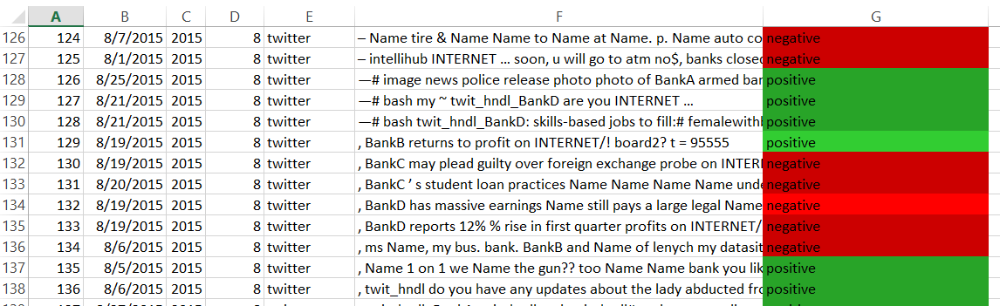 A B C D E F G
126 124 8/7/2015 2015 8 twitter – Name tire & Name Name to Name at Name. p. Name auto co negative
127 125 8/1/2015 2015 8 twitter – intellihub INTERNET … soon, u will go to atm no$, banks closed negative
128 126 8/25/2015 2015 8 twitter —# image news police release photo photo of BankA armed bar positive
129 127 8/21/2015 2015 8 twitter —# bash my ~ twit_hndl_BankD are you INTERNET … positive
130 128 8/21/2015 2015 8 twitter —# bash twit_hndl_BankD: skills-based jobs to fill:# femalewithl positive
131 129 8/19/2015 2015 8 twitter , BankB returns to profit on INTERNET/! board2? t = 95555 positive
132 130 8/19/2015 2015 8 twitter , BankC may plead guilty over foreign exchange probe on INTERI negative
133 131 8/20/2015 2015 8 twitter , BankC ’ s student loan practices Name Name Name Name unde negative
134 132 8/19/2015 2015 8 twitter , BankD has massive earnings Name still pays a large legal Name negative
135 133 8/19/2015 2015 8 twitter , BankD reports 12% % rise in first quarter profits on INTERNET/ negative
136 134 8/6/2015 2015 8 twitter , ms Name, my bus. bank. BankB and Name of lenych my datasit negative
137 135 8/5/2015 2015 8 twitter , Name 1 on 1 we Name the gun?? too Name Name bank you lik positive
138 136 8/6/2015 2015 8 twitter , twit_hndl do you have any updates about the lady abducted fro positive